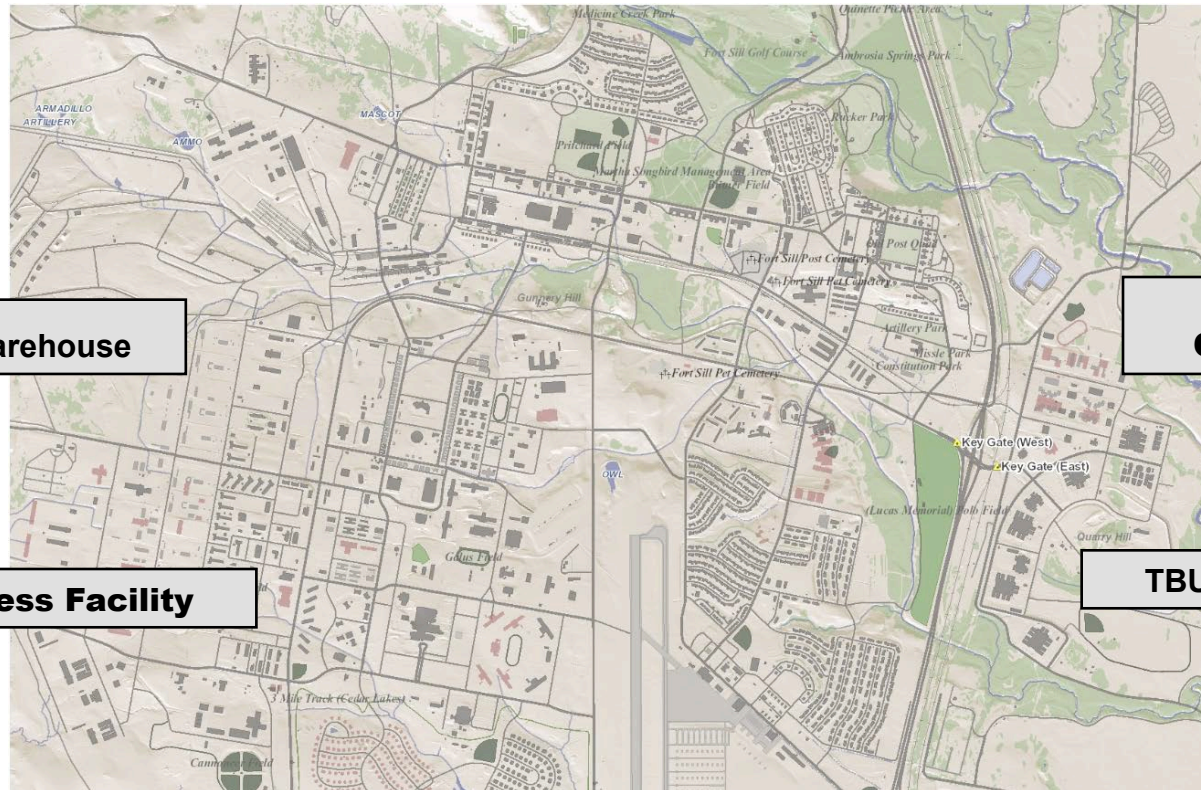 Medicine Creek Park
Quinette Picnic Area
Fort Sill Golf Course
Ambrosia Springs Park
ARMADILLO
ARTILLERY
MASCOT
AMMO
Rucker Park
Pritchard Field
Martha Songbird Management Area
Field
Old Post Quad
Fort Sill Post Cemetery
Fort Sill Pet Cemetery
Gunnery Hill
arehouse
Artillery Park
Missle Park
Constitution Park
Fort Sill Pet Cemetery
Key Gate (West)
Key Gate (East)
OWL
(Lucas Memorial) Polo Field
Quarry Hill
Gelus Field
TBU
ess Facility
3 Mile Track (Cedar Lakes)
Cannoneer Field